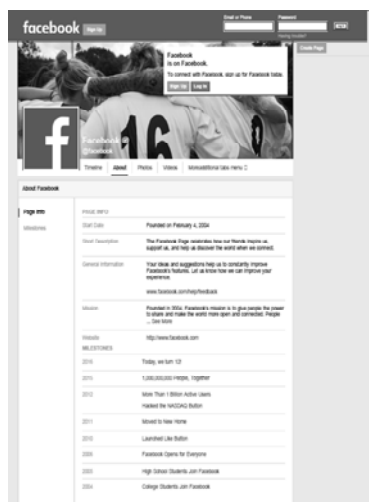 facebook
Sign Up
Email or Phone
Password
Having trouble?
Create Page
Facebook
is on Facebook.
To connect with Facebook, sign up for Facebook today.
Sign Up
Log In
16
Facebook
@facebook
Timeline
About
Photos
Videos
About Facebook
Page Info
Milestones
PAGE INFO
Start Date
Founded on February 4, 2004
Short Description
The Facebook Page celebrates how our friends inspire us,
support us, and help us discover the world when we connect.
General Information
Your ideas and suggestions help us to constantly improve
Facebook's features. Let us know how we can improve your
experience.
www.facebook.com/help/feedback
Mission
Founded in 2004, Facebook's mission is to give people the power
to share and make the world more open and connected. People
... See More
Website
http://www.facebook.com
MILESTONES
2016
Today, we turn 12!
2015
1,000,000,000 People, Together
2012
More Than 1 Billion Active Users
Hacked the NASDAQ Button
2011
Moved to New Home
2010
Launched Like Button
2006
Facebook Opens for Everyone
2005
High School Students Join Facebook
2004
College Students Join Facebook